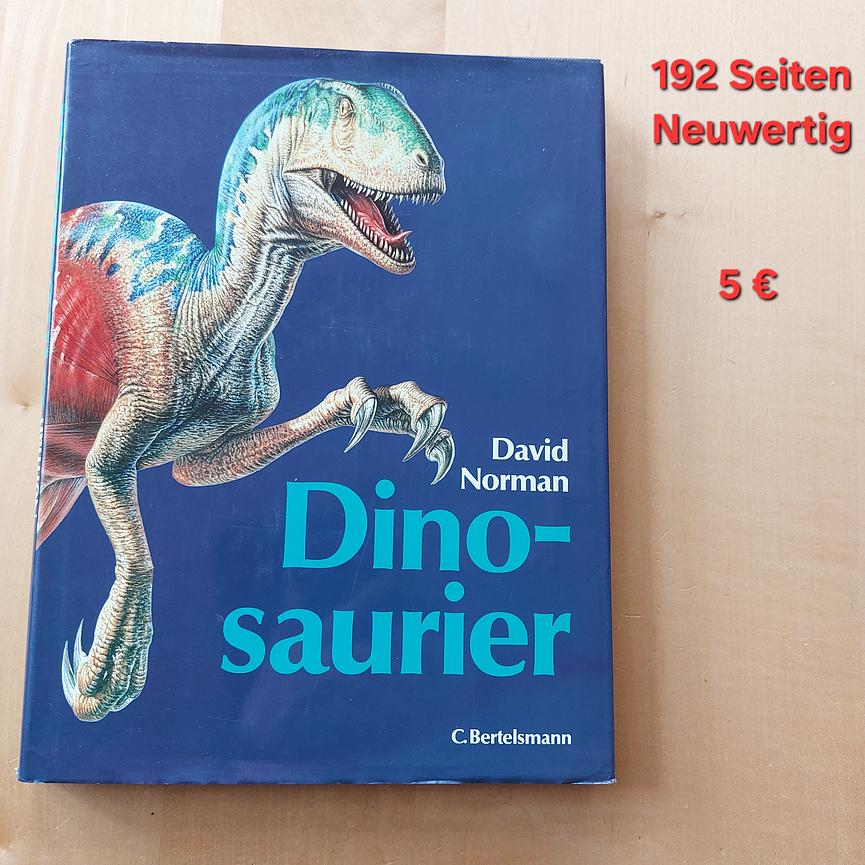 192 Seiten
Neuwertig
5 €
David
Norman
Dino-
saurier
C.Bertelsmann